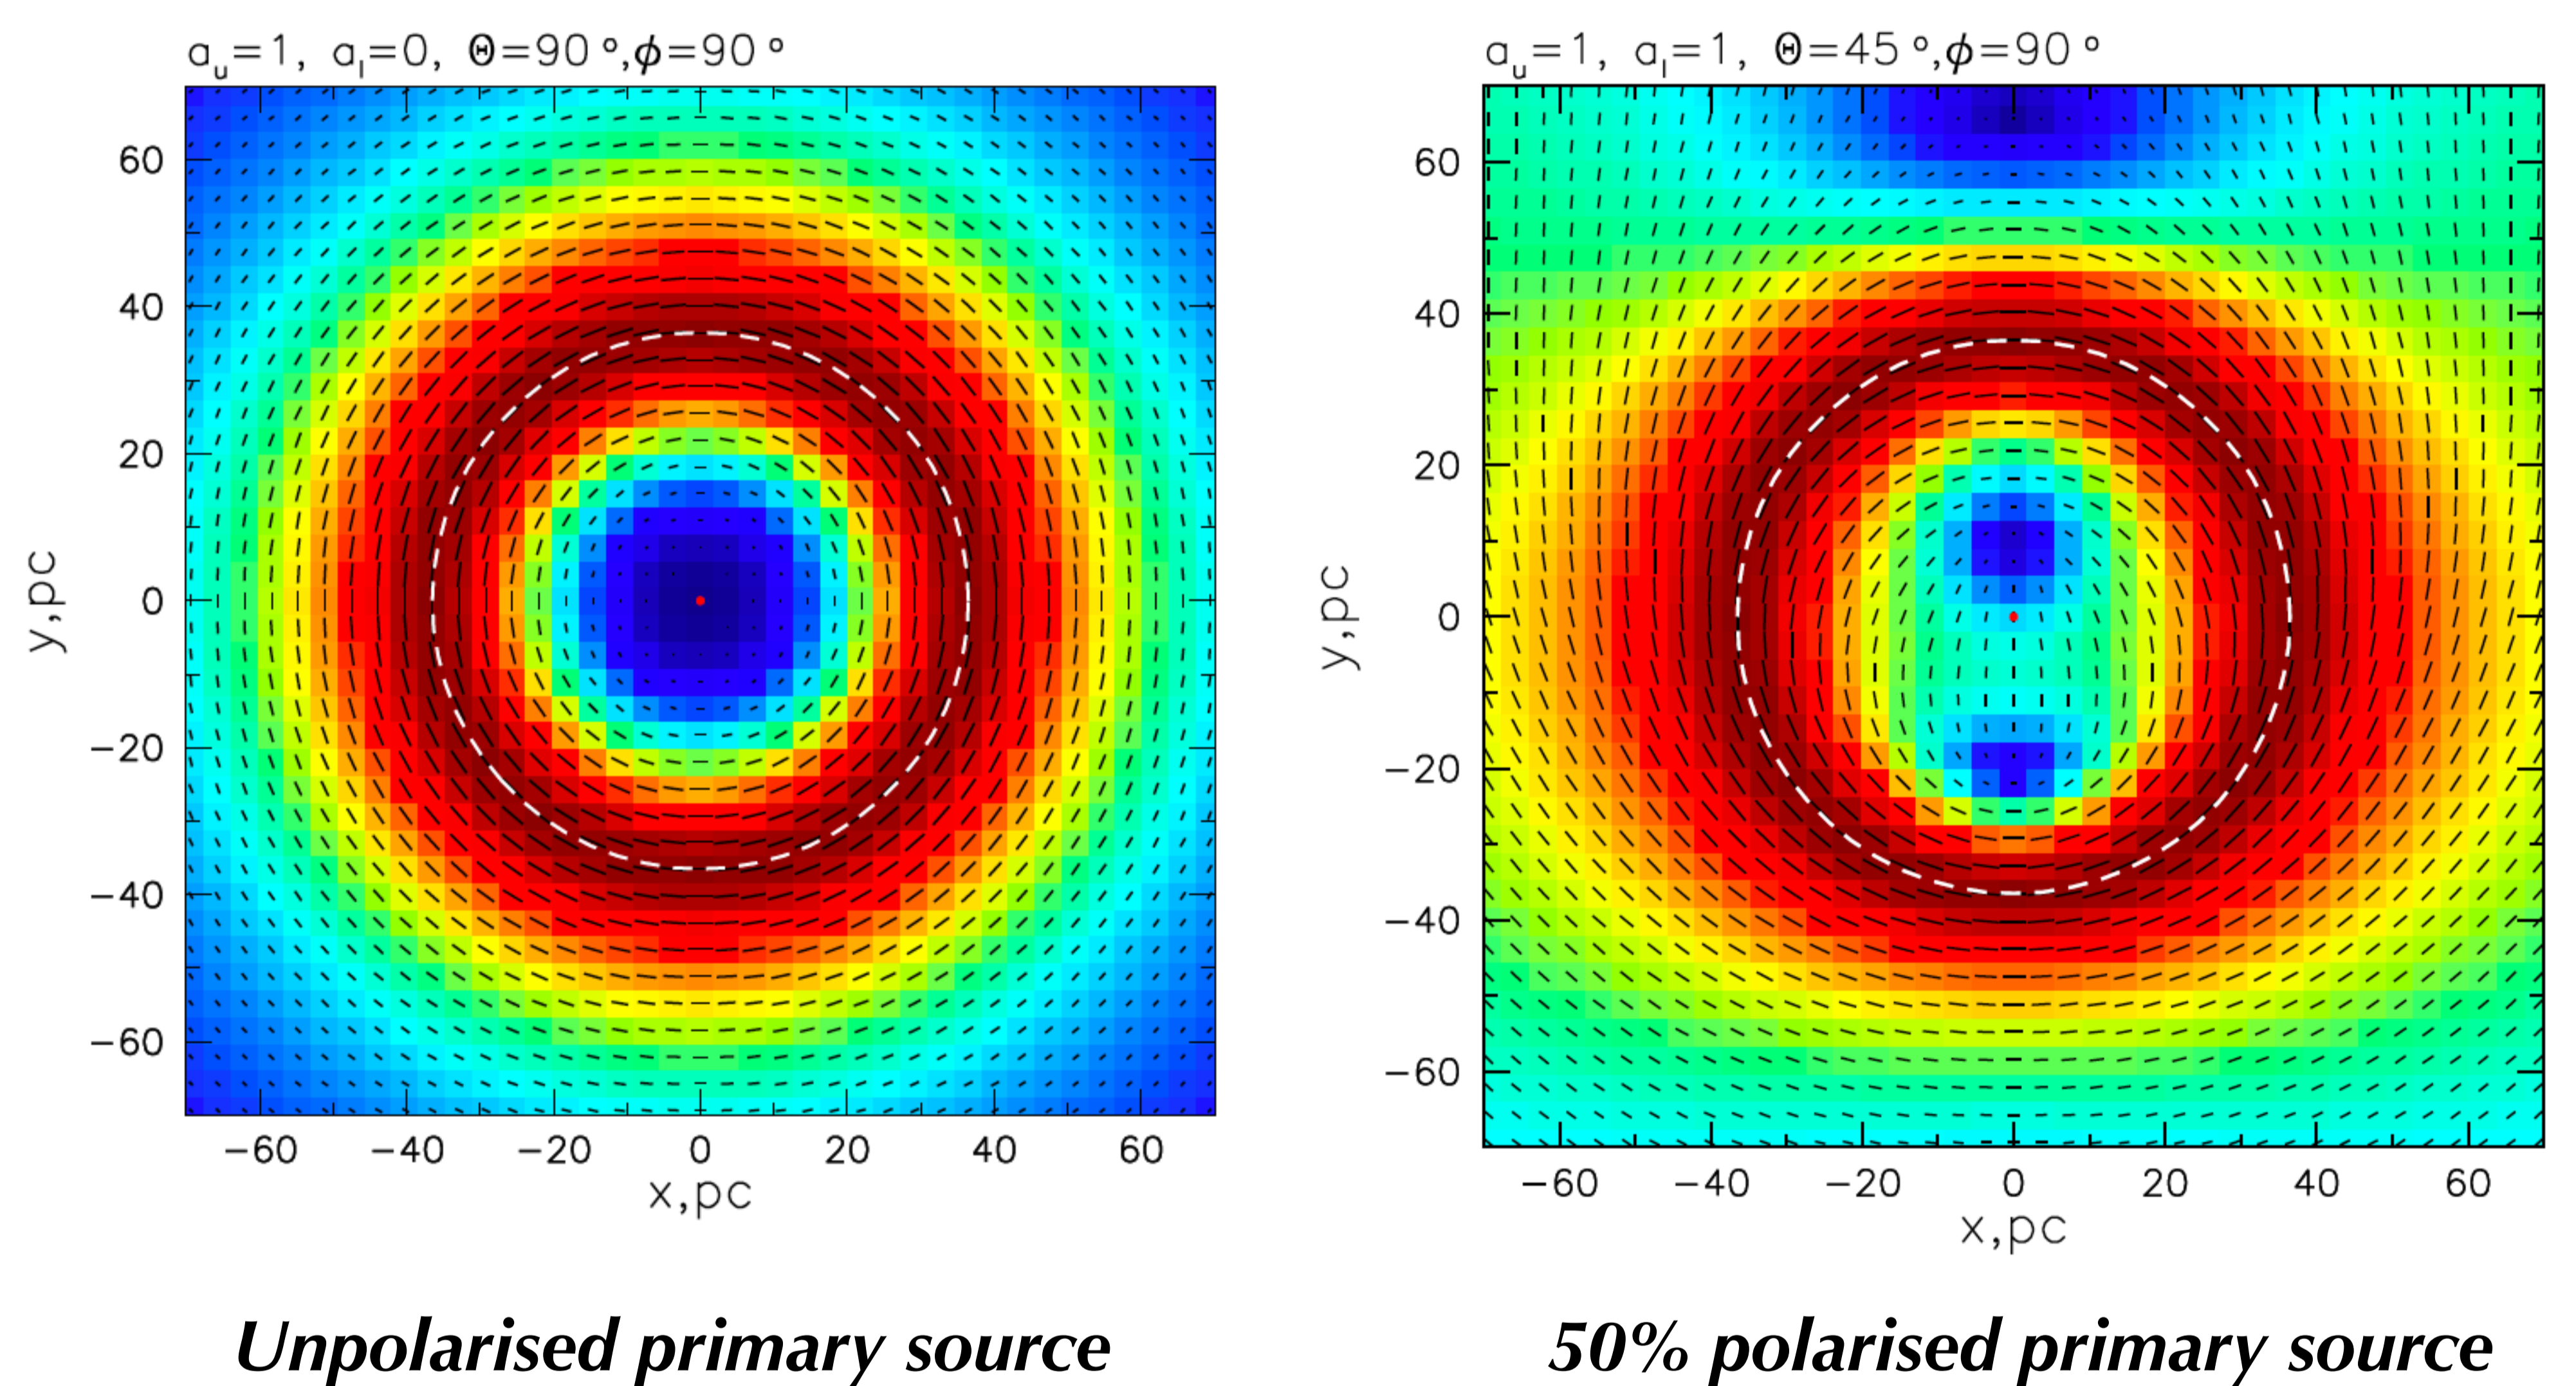 a_u=1, a_l=0, Θ=90°,ϕ=90°
60
40
20
0
−20
−40
−60
y,pc
−60 −40 −20 0 20 40 60
x,pc
Unpolarised primary source
a_u=1, a_l=1, Θ=45°,ϕ=90°
60
40
20
0
−20
−40
−60
y,pc
−60 −40 −20 0 20 40 60
x,pc
50% polarised primary source